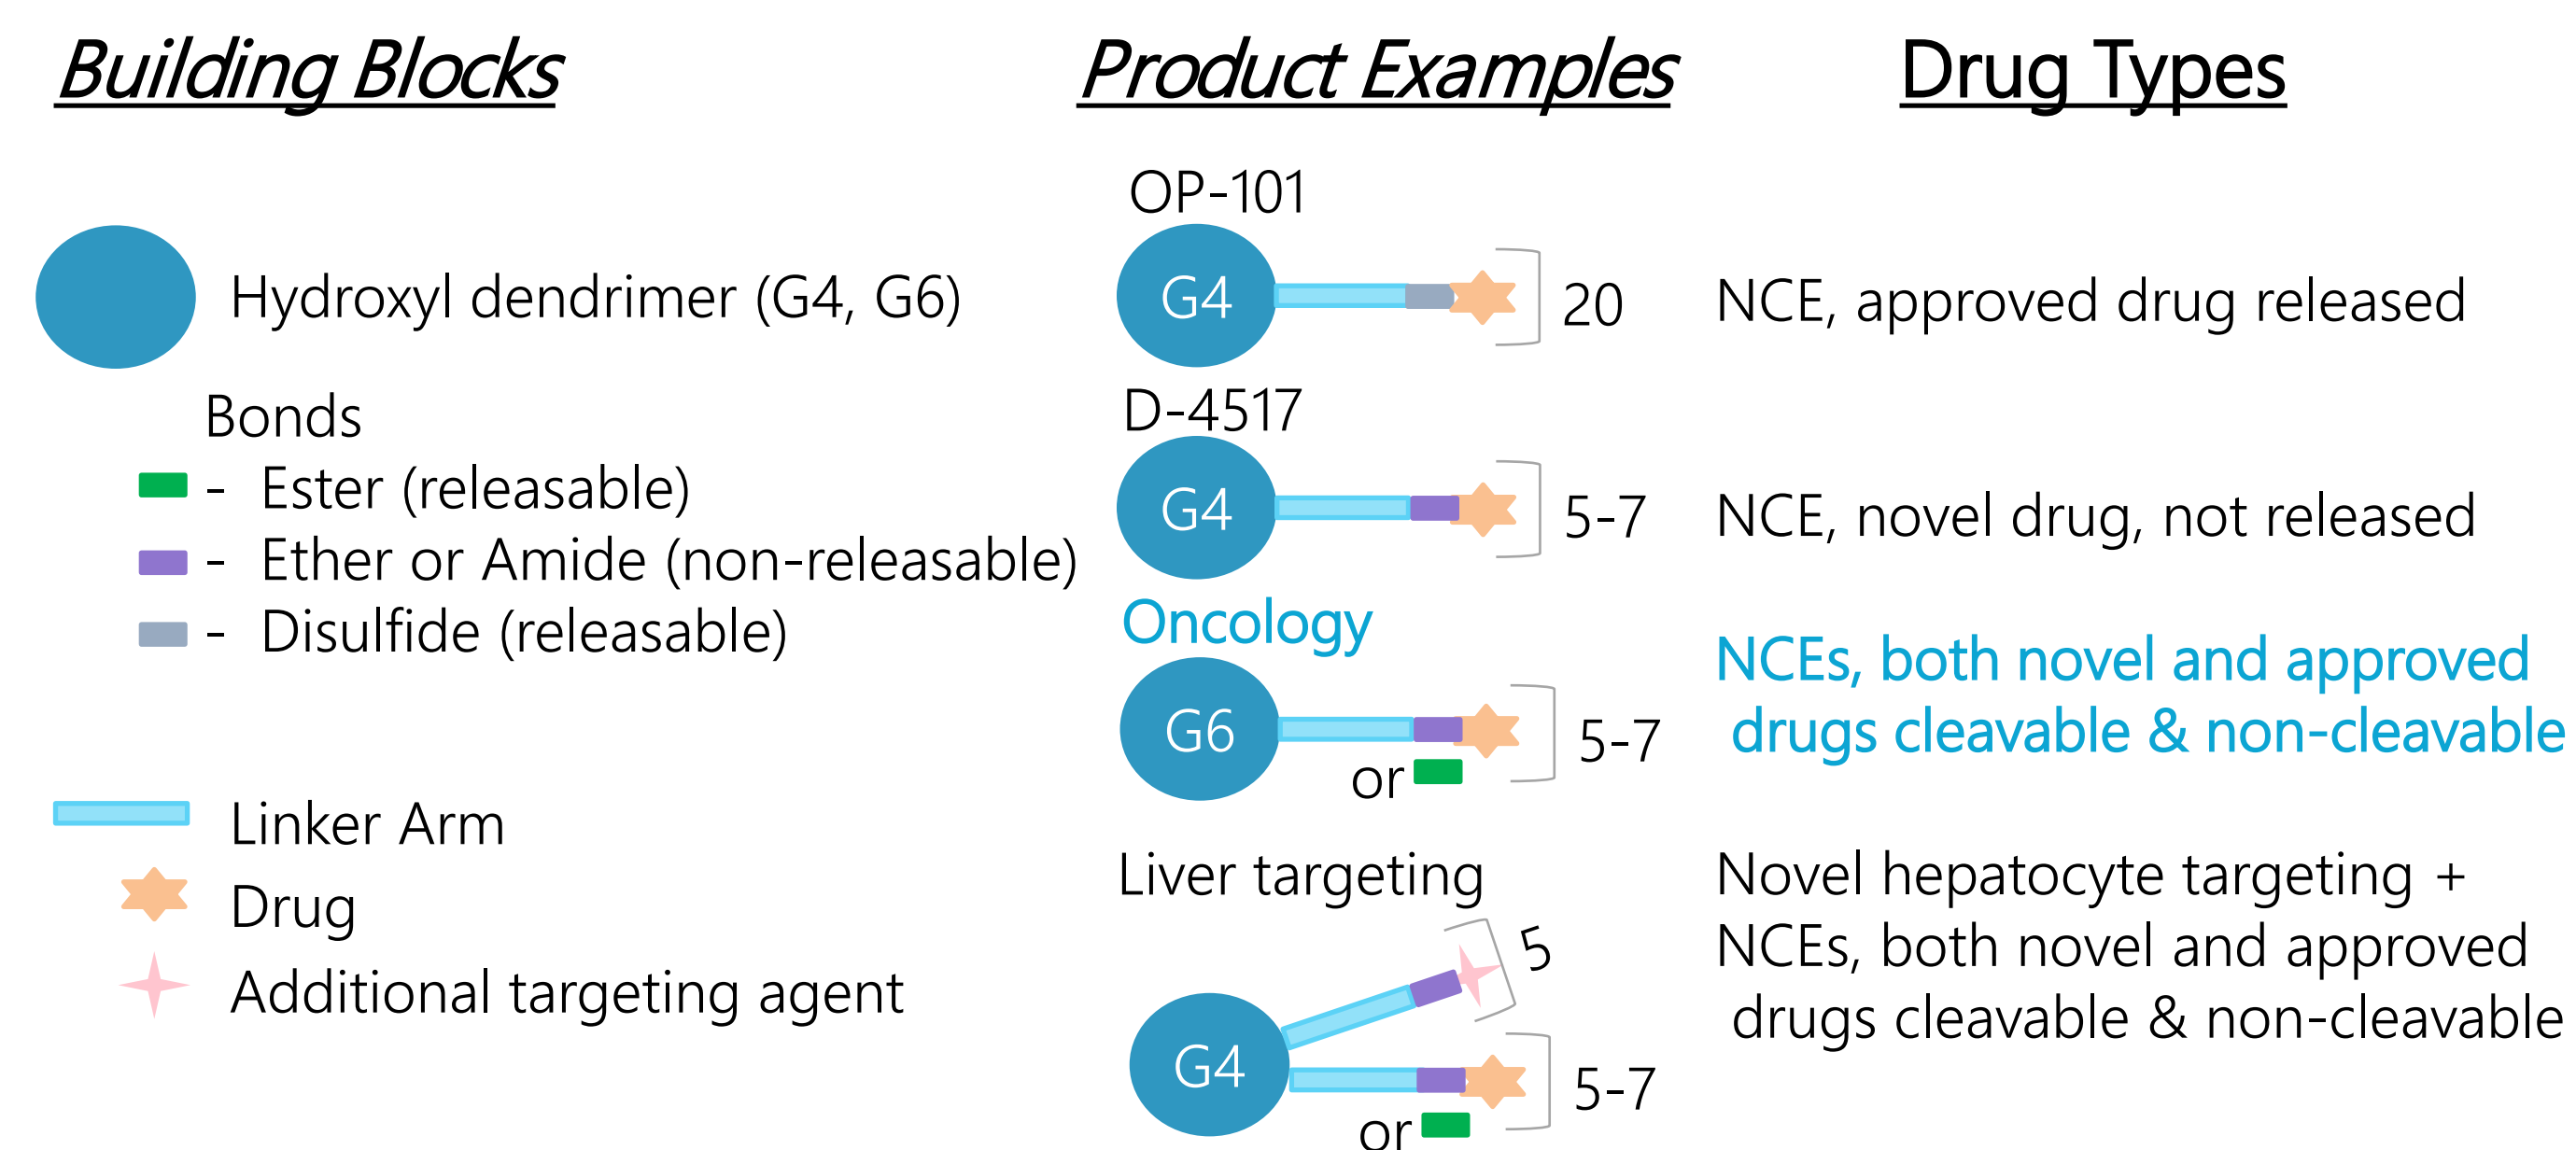 Building Blocks
Product Examples
Drug Types
Hydroxyl dendrimer (G4, G6)
Bonds
- Ester (releasable)
- Ether or Amide (non-releasable)
- Disulfide (releasable)
Linker Arm
Drug
Additional targeting agent
OP-101
G4
20
NCE, approved drug released
D-4517
G4
5-7
NCE, novel drug, not released
Oncology
G6
or
5-7
NCEs, both novel and approved
drugs cleavable & non-cleavable
Liver targeting
G4
5
5-7
or
Novel hepatocyte targeting +
NCEs, both novel and approved
drugs cleavable & non-cleavable